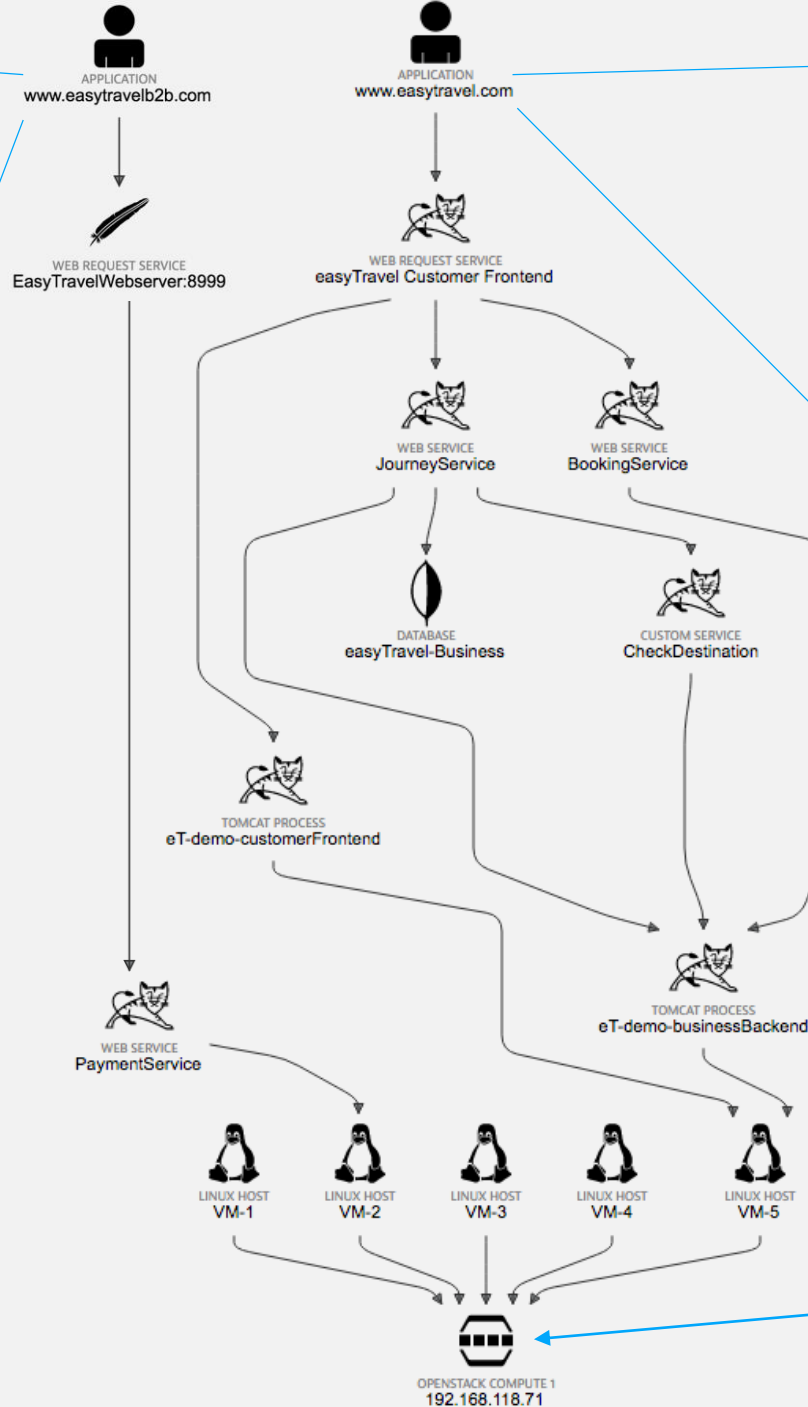 APPLICATION
www.easytravelb2b.com
APPLICATION
www.easytravel.com
WEB REQUEST SERVICE
EasyTravelWebserver:8999
WEB REQUEST SERVICE
easyTravel Customer Frontend
WEB SERVICE
JourneyService
WEB SERVICE
BookingService
DATABASE
easyTravel-Business
CUSTOM SERVICE
CheckDestination
TOMCAT PROCESS
eT-demo-customerFrontend
TOMCAT PROCESS
eT-demo-businessBackend
WEB SERVICE
PaymentService
LINUX HOST
VM-1
LINUX HOST
VM-2
LINUX HOST
VM-3
LINUX HOST
VM-4
LINUX HOST
VM-5
OPENSTACK COMPUTE 1
192.168.118.71